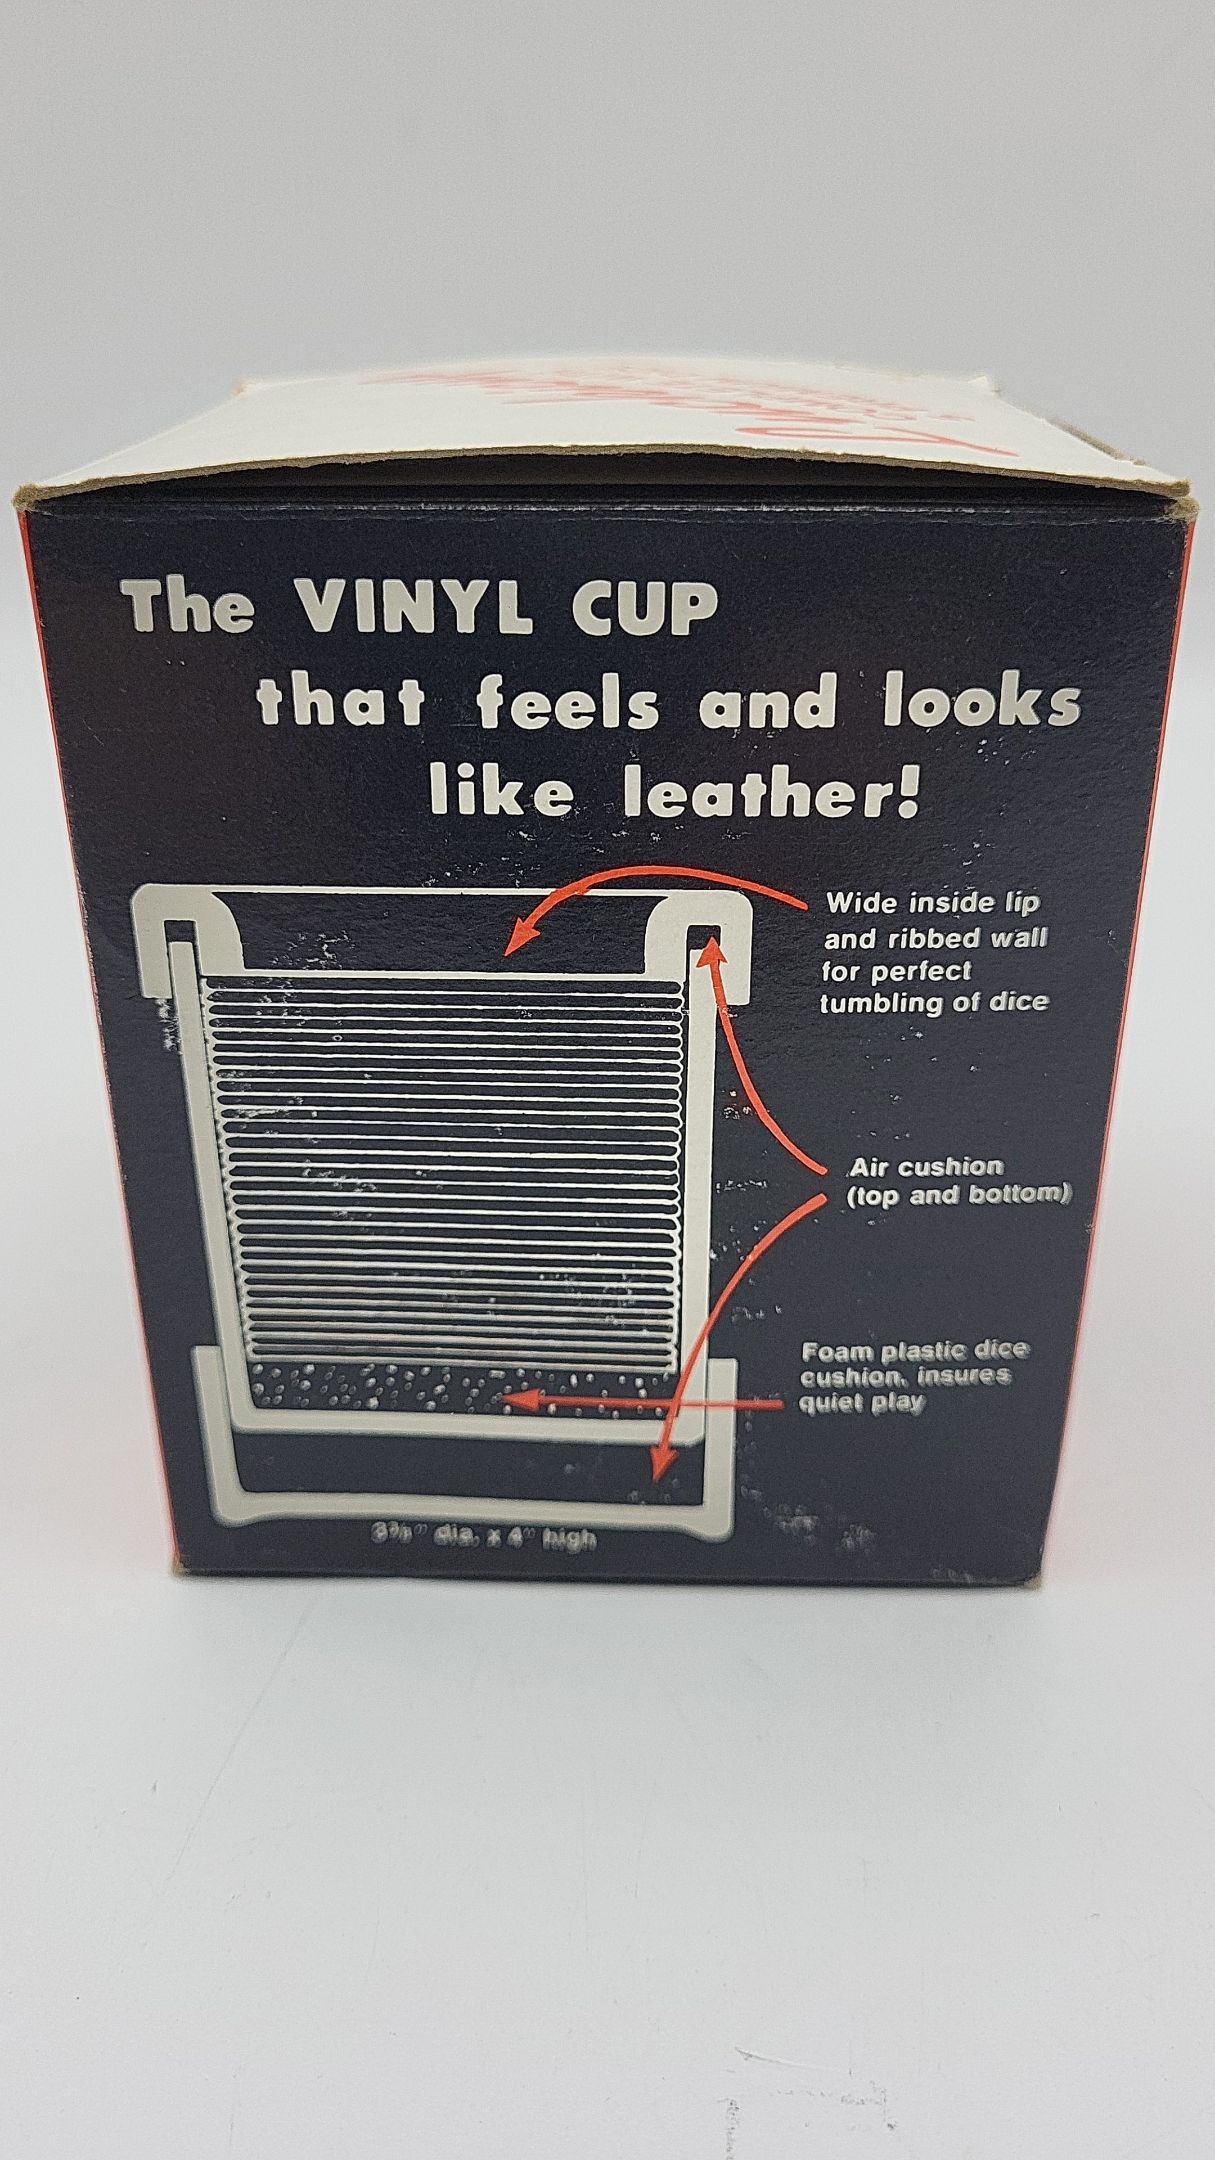 The VINYL CUP
that feels and looks
like leather!
Wide inside lip
and ribbed wall
for perfect
tumbling of dice
Air cushion
(top and bottom)
Foam plastic dice
cushion, insures
quiet play
dia. x 4" high